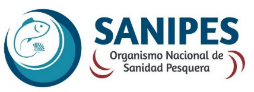 SANIPES
Organismo Nacional de
Sanidad Pesquera